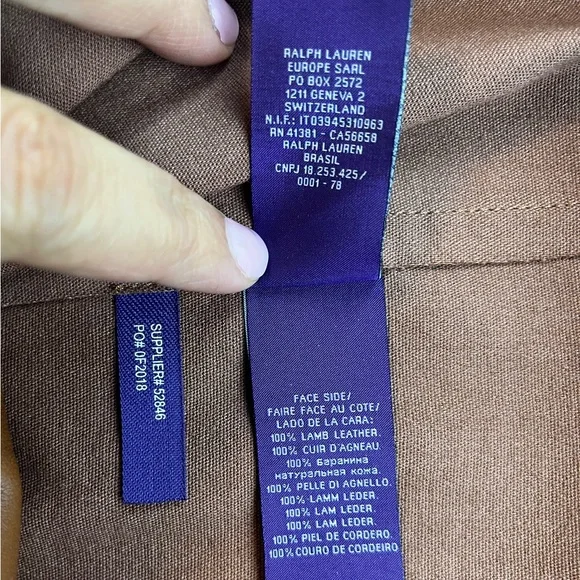 RALPH LAUREN
EUROPE SARL
PO BOX 2572
1211 GENEVA 2
SWITZERLAND
N.I.F.: IT03945310963
RN 41381 - CA56658
RALPH LAUREN
BRASIL
CNPJ 18.253.425/
0001 - 78
SUPPLIER# 52846
PO# 0F2018
FACE SIDE/
FAIRE FACE AU COTE/
LADO DE LA CARA:
100% LAMB LEATHER.
100% CUIR D'AGNEAU.
100% Баранина
натуральная кожа.
100% PELLE DI AGNELLO.
100% LAMM LEDER.
100% LAM LEDER.
100% LAM LEDER.
100% PIEL DE CORDERO.
100% COURO DE CORDEIRO